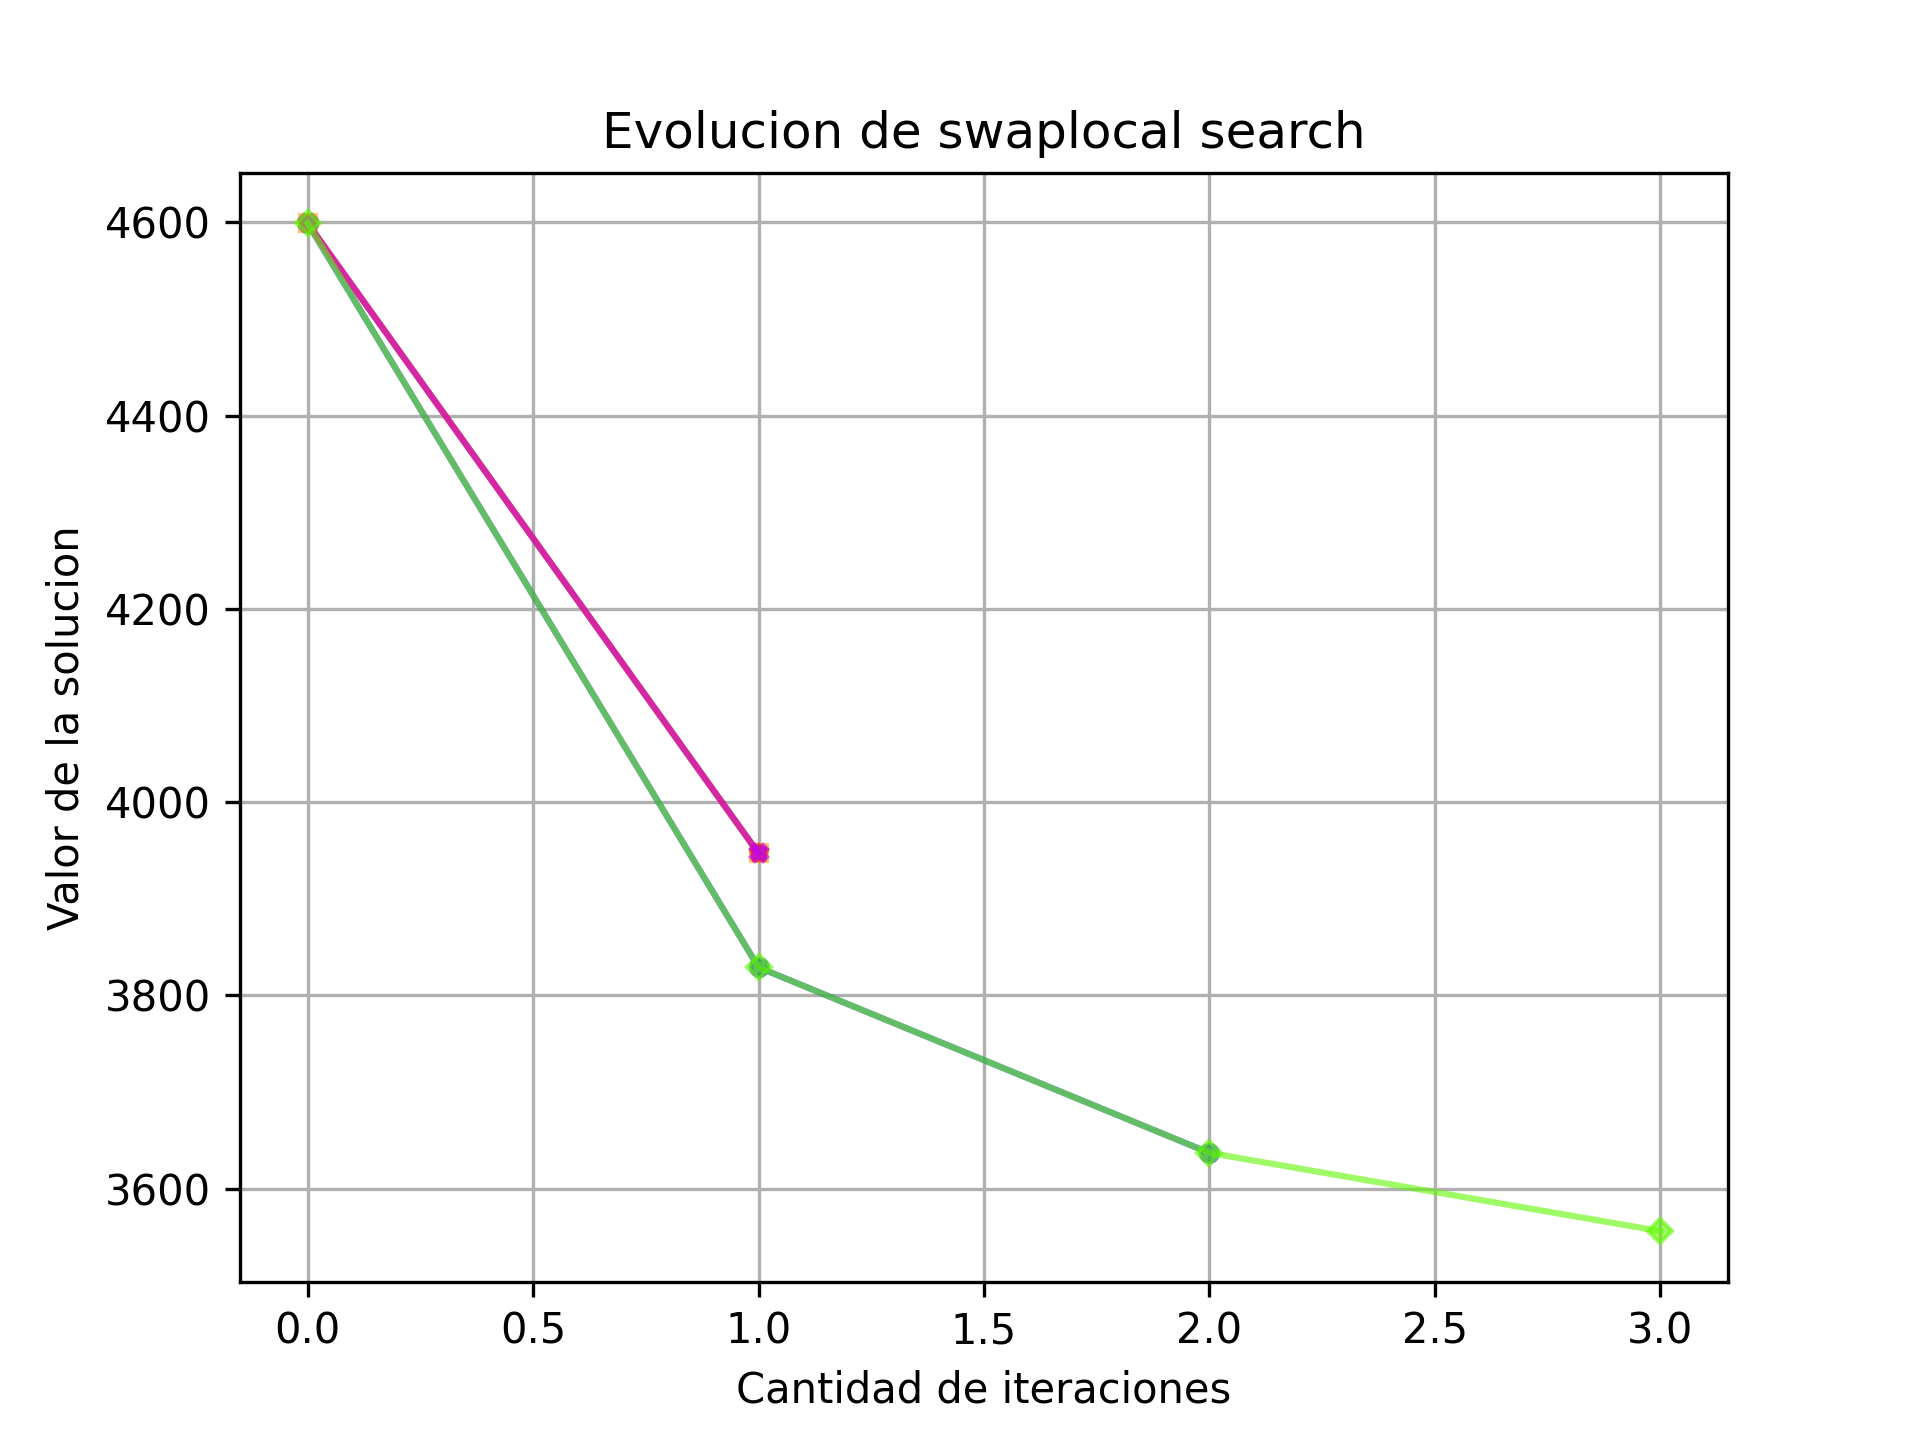 Evolucion de swaplocal search
Valor de la solucion
4600
4400
4200
4000
3800
3600
0.0 0.5 1.0 1.5 2.0 2.5 3.0
Cantidad de iteraciones